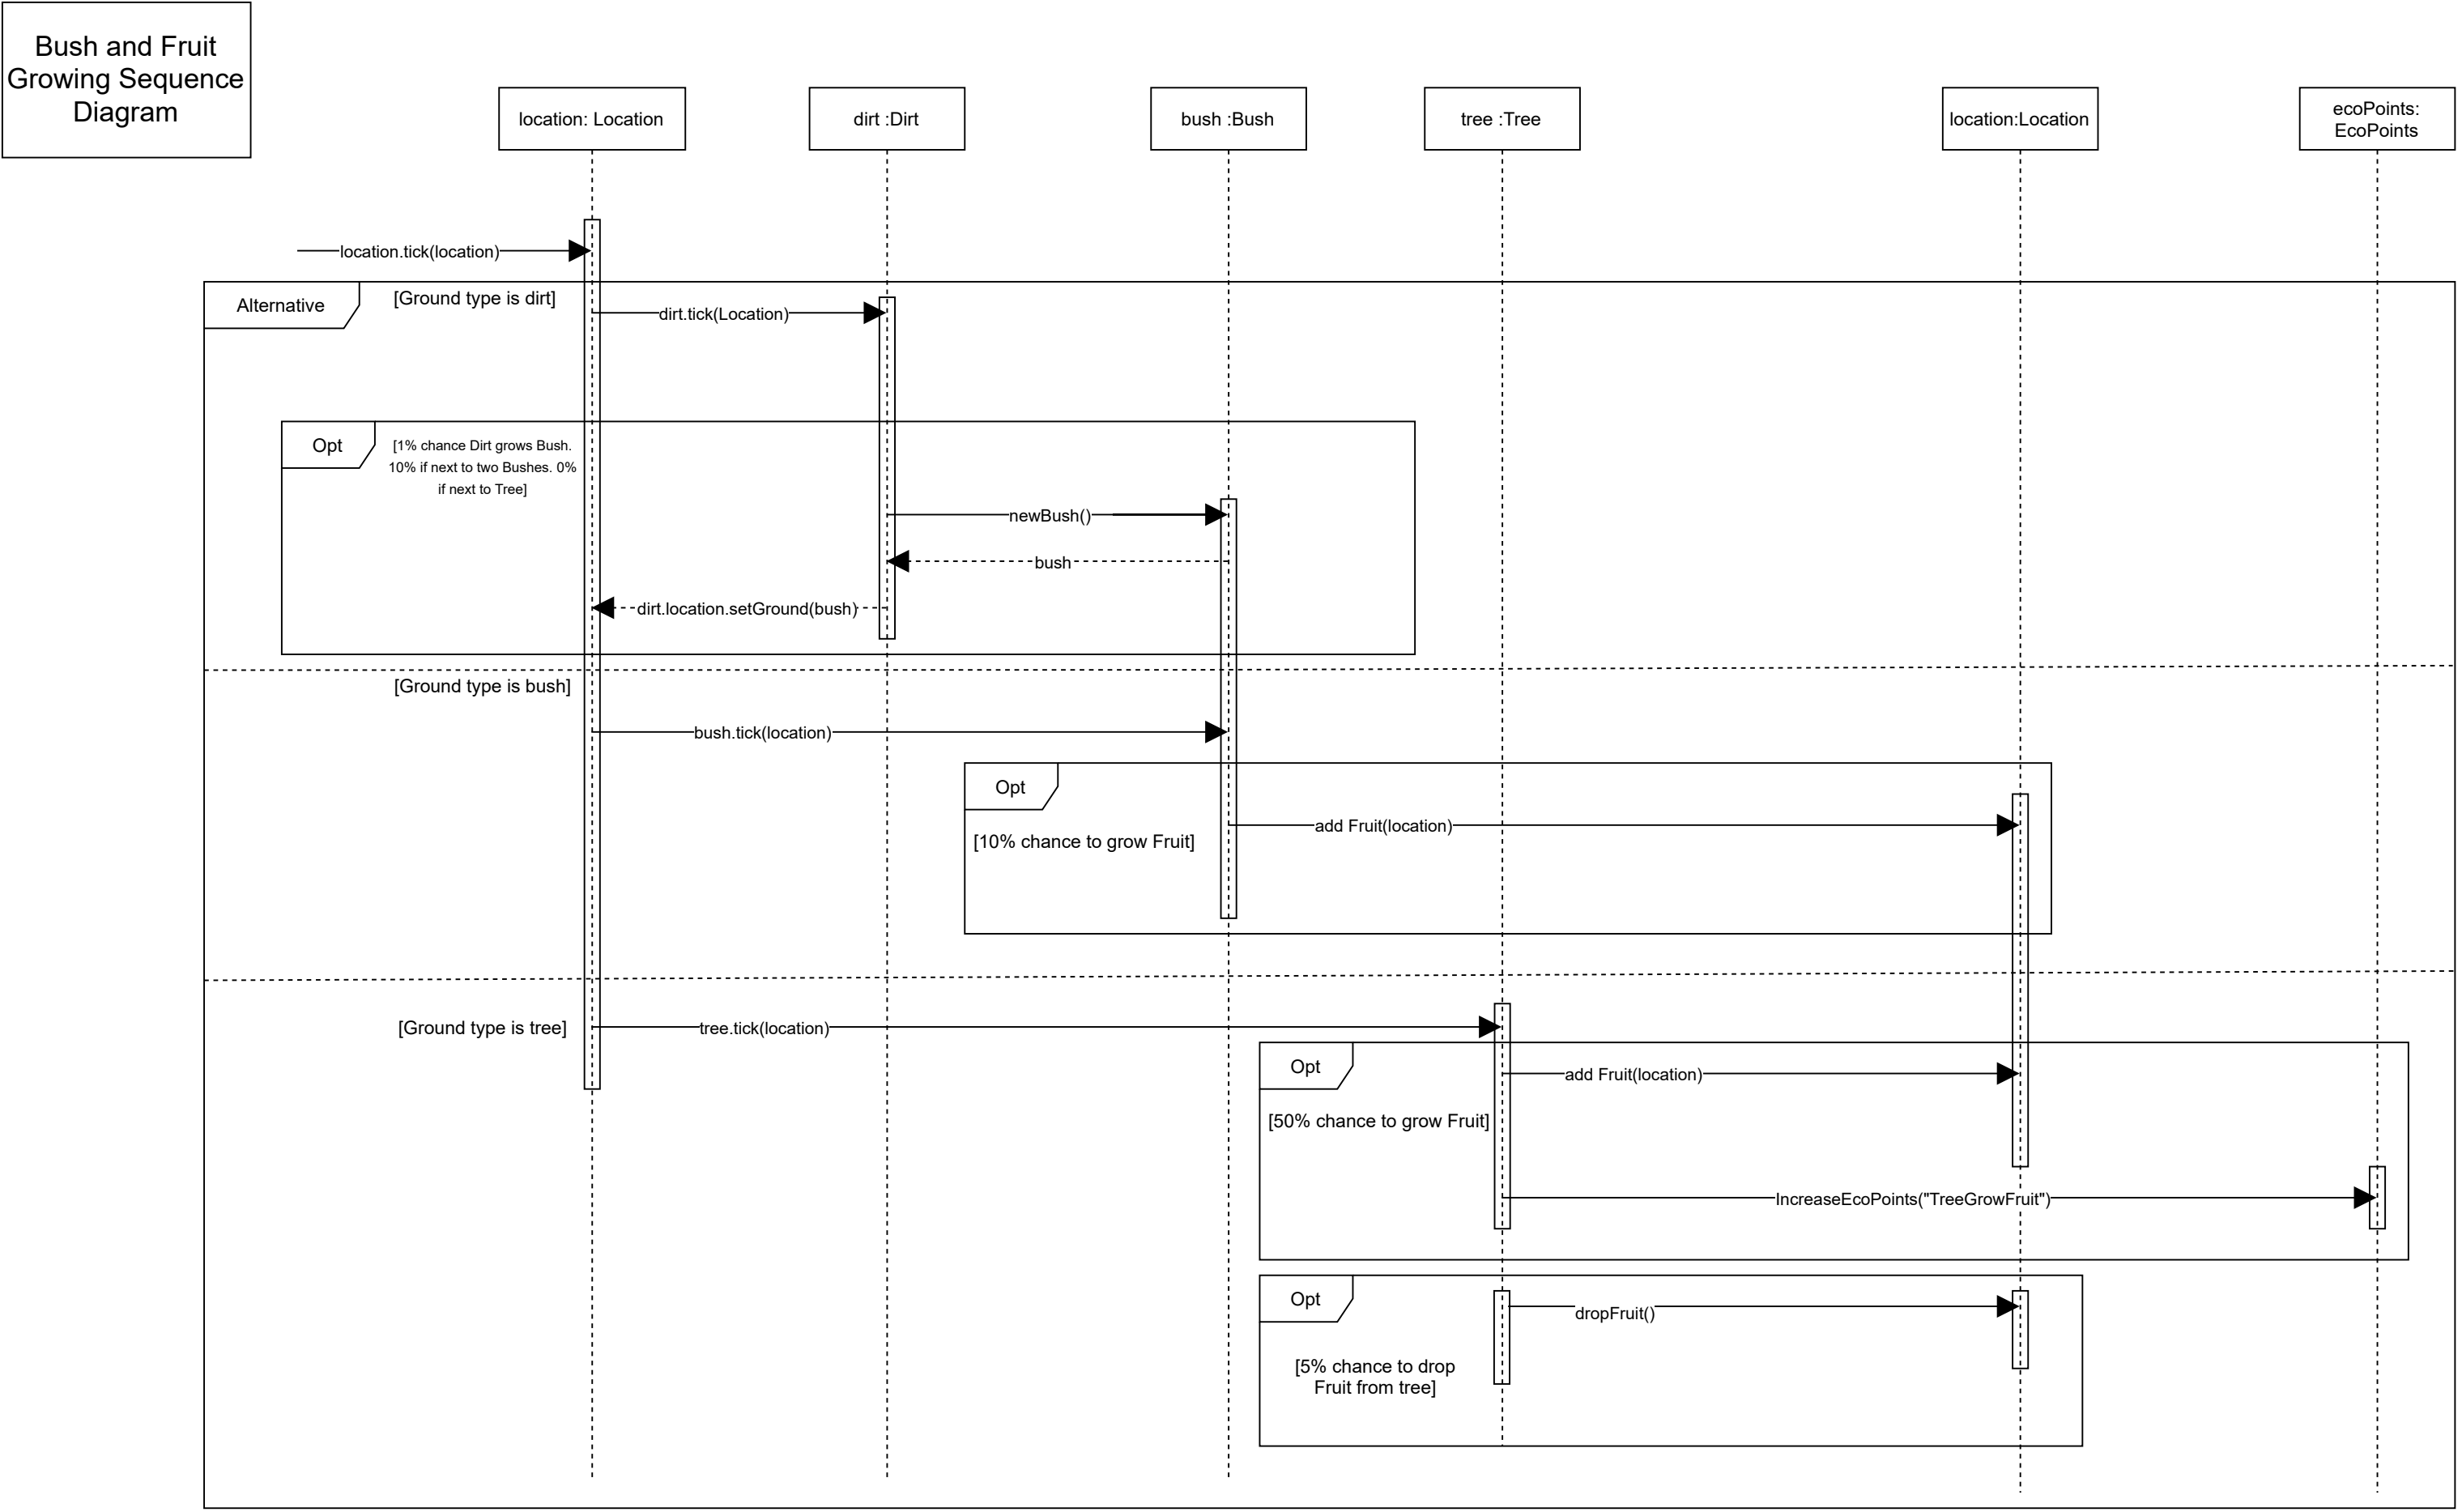 Bush and Fruit
Growing Sequence
Diagram
location: Location
dirt :Dirt
bush :Bush
tree :Tree
location:Location
ecoPoints:
EcoPoints
location.tick(location)
Alternative
[Ground type is dirt]
dirt.tick(Location)
Opt
[1% chance Dirt grows Bush.
10% if next to two Bushes. 0%
if next to Tree]
newBush()
bush
dirt.location.setGround(bush)
[Ground type is bush]
bush.tick(location)
Opt
add Fruit(location)
[10% chance to grow Fruit]
[Ground type is tree]
tree.tick(location)
Opt
add Fruit(location)
[50% chance to grow Fruit]
IncreaseEcoPoints("TreeGrowFruit")
Opt
dropFruit()
[5% chance to drop
Fruit from tree]